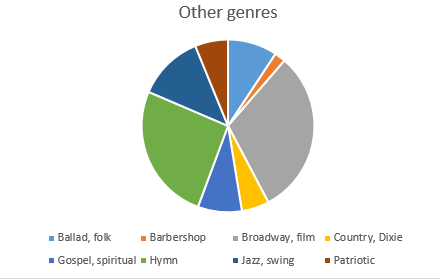 Other genres
Ballad, folk Barbershop Broadway, film Country, Dixie
Gospel, spiritual Hymn Jazz, swing Patriotic